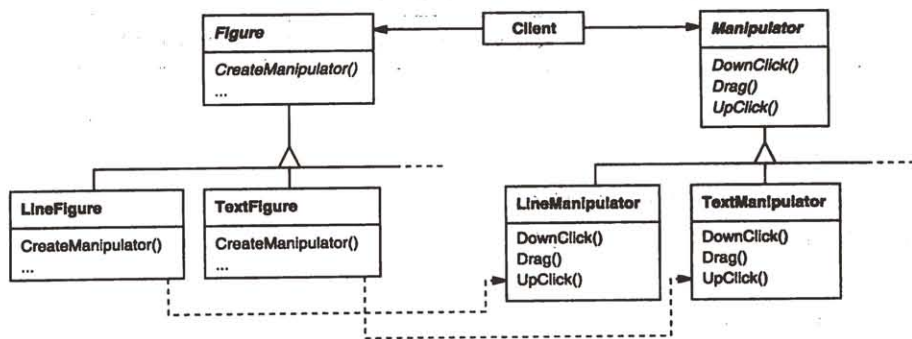 Figure
CreateManipulator()
...
Client
Manipulator
DownClick()
Drag()
UpClick()
LineFigure
CreateManipulator()
...
TextFigure
CreateManipulator()
...
LineManipulator
DownClick()
Drag()
UpClick()
TextManipulator
DownClick()
Drag()
UpClick()